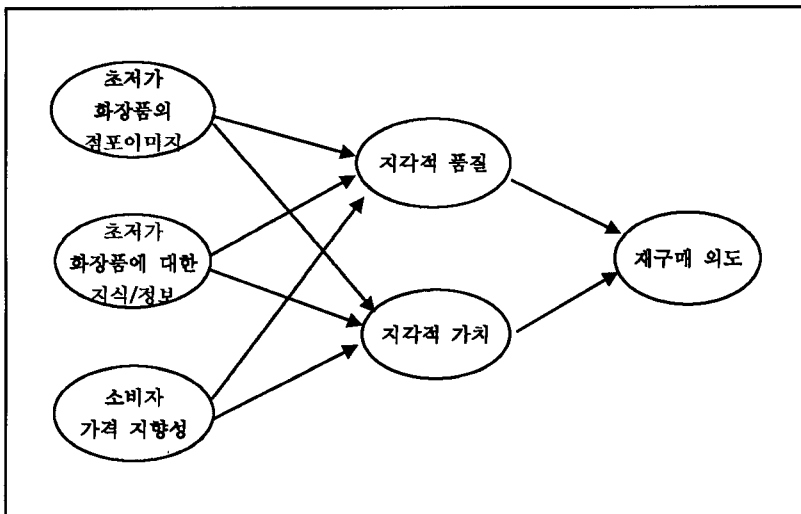 초저가
화장품의
점포이미지
지각적 품질
초저가
화장품에 대한
지식/정보
재구매 의도
지각적 가치
소비자
가격 지향성